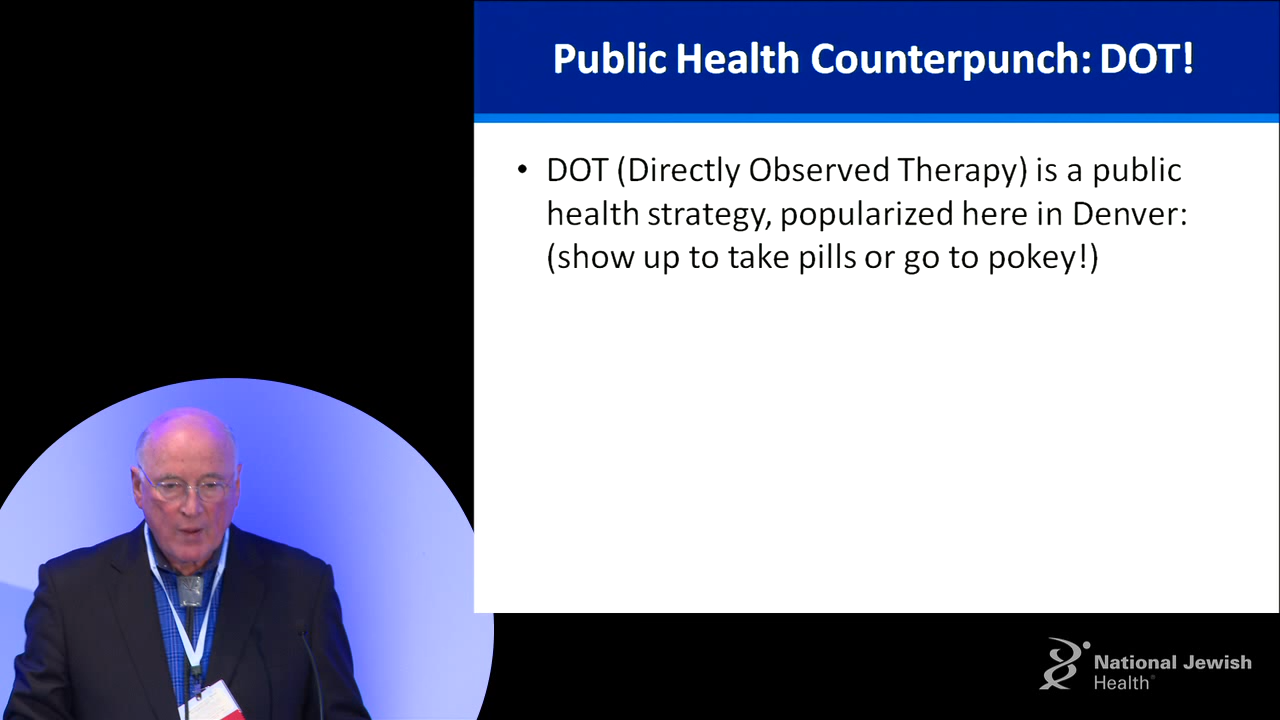 Public Health Counterpunch: DOT!
• DOT (Directly Observed Therapy) is a public
health strategy, popularized here in Denver:
(show up to take pills or go to pokey!)
National Jewish
Health®